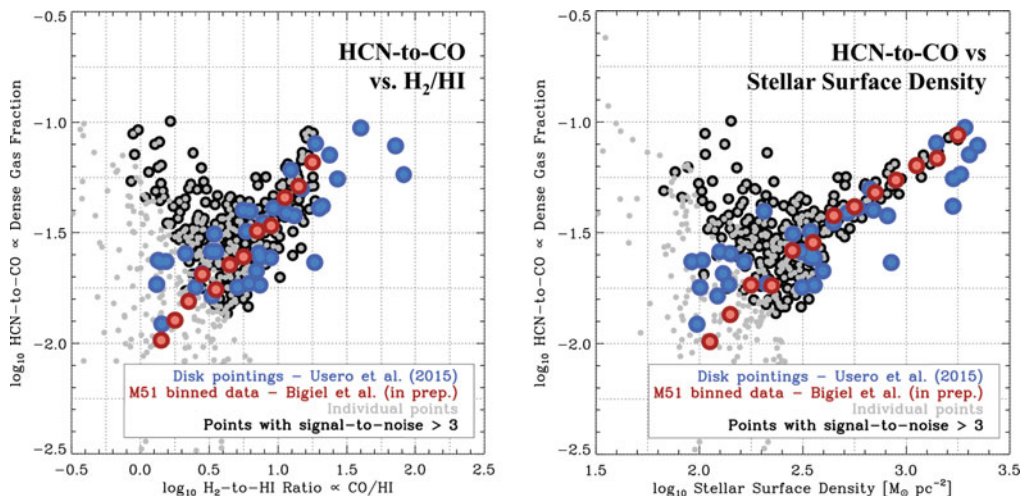 HCN-to-CO
vs. H₂/HI
log₁₀ HCN-to-CO ∝ Dense Gas Fraction
-0.5
-1.0
-1.5
-2.0
-2.5
Disk pointings - Usero et al. (2015)
M51 binned data - Bigiel et al. (in prep.)
Individual points
Points with signal-to-noise > 3
-0.5 0.0 0.5 1.0 1.5 2.0 2.5
log₁₀ H₂-to-HI Ratio ∝ CO/HI
HCN-to-CO vs
Stellar Surface Density
log₁₀ HCN-to-CO ∝ Dense Gas Fraction
-0.5
-1.0
-1.5
-2.0
-2.5
Disk pointings - Usero et al. (2015)
M51 binned data - Bigiel et al. (in prep.)
Individual points
Points with signal-to-noise > 3
1.5 2.0 2.5 3.0 3.5
log₁₀ Stellar Surface Density [M⊙ pc⁻²]